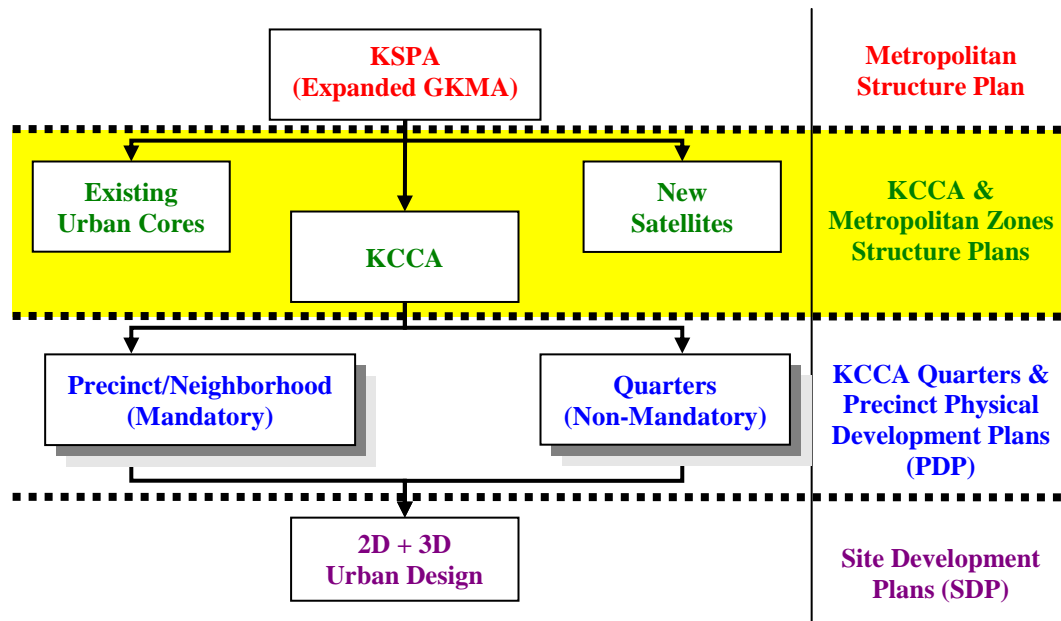 KSPA
(Expanded GKMA)
Metropolitan
Structure Plan
Existing
Urban Cores
KCCA
New
Satellites
KCCA &
Metropolitan Zones
Structure Plans
Precinct/Neighborhood
(Mandatory)
Quarters
(Non-Mandatory)
KCCA Quarters &
Precinct Physical
Development Plans
(PDP)
2D + 3D
Urban Design
Site Development
Plans (SDP)